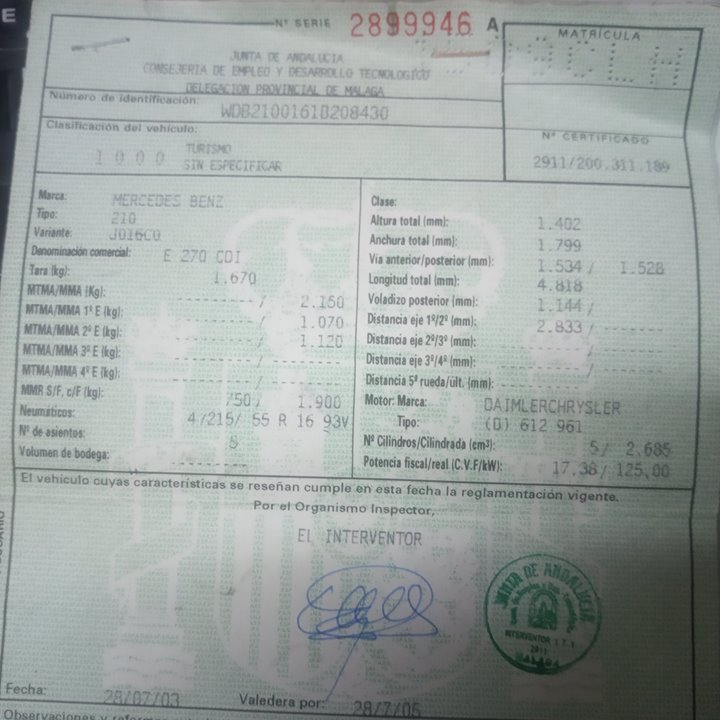 E
Nº SERIE 2899946 A
MATRÍCULA
CLH
JUNTA DE ANDALUCIA
CONSEJERIA DE EMPLEO Y DESARROLLO TECNOLOGICO
DELEGACION PROVINCIAL DE MALAGA
Número de identificación:
WDB2100161B208430
Clasificación del vehículo:
1000 TURISMO
SIN ESPECIFICAR
Nº CERTIFICADO
2911/200.311.189
Marca: MERCEDES BENZ
Tipo: 210
Variante: J016C0
Denominación comercial: E 270 CDI
Tara (kg): 1.670
MTMA/MMA (Kg): ------- / 2.150
MTMA/MMA 1º E (kg): ------- / 1.070
MTMA/MMA 2º E (kg): ------- / 1.120
MTMA/MMA 3º E (kg): ------- / -------
MTMA/MMA 4º E (kg): ------- / -------
MMR S/F, c/F (kg): 750/ 1.900
Neumáticos: 4/215/ 55 R 16 93V
Nº de asientos: 5
Volumen de bodega: -------
Clase:
Altura total (mm): 1.402
Anchura total (mm): 1.799
Via anterior/posterior (mm): 1.534 / 1.528
Longitud total (mm): 4.818
Voladizo posterior (mm): 1.144 /
Distancia eje 1º/2º (mm): 2.833 / -------
Distancia eje 2º/3º (mm): ------- / -------
Distancia eje 3º/4º (mm): ------- / -------
Distancia 5ª rueda/últ. (mm): -------
Motor: Marca: DAIMLERCHRYSLER
Tipo: (D) 612 961
Nº Cilindros/Cilindrada (cm³): 5/ 2.685
Potencia fiscal/real (C.V.F/kW): 17,38/ 125,00
El vehículo cuyas características se reseñan cumple en esta fecha la reglamentación vigente.
Por el Organismo Inspector,
EL INTERVENTOR
JUNTA DE ANDALUCIA
INTERVENTOR I.T.V.
2911
MALAGA
Fecha: 28/07/03 Valedera por: 28/7/05